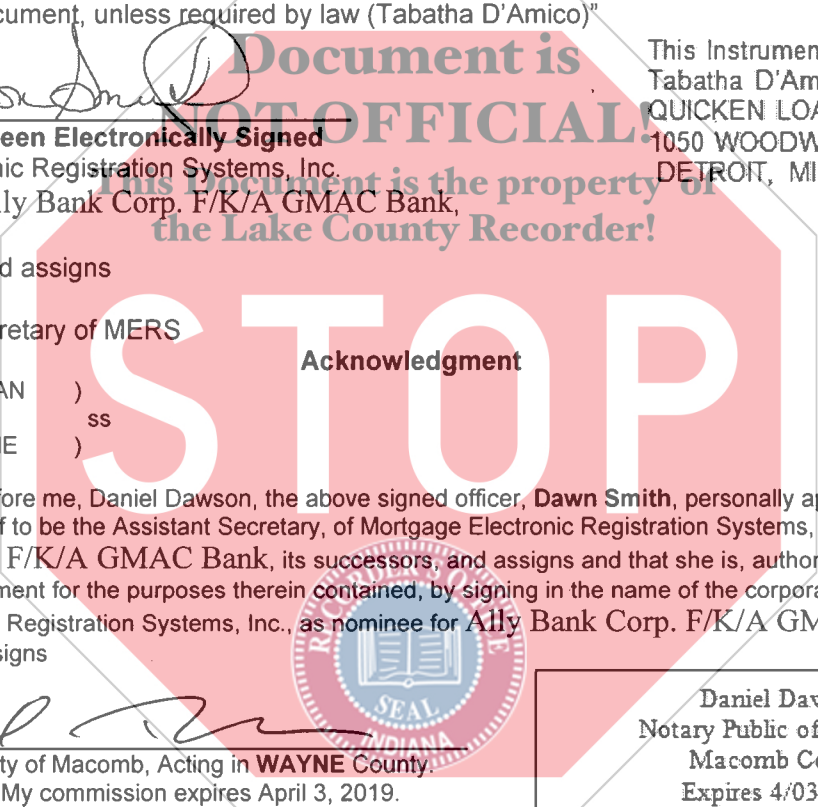 cument, unless required by law (Tabatha D'Amico)"
Document is
NOT OFFICIAL!
This Document is the property of
the Lake County Recorder!
This Instrumen
Tabatha D'Am
QUICKEN LOA
1050 WOODW
DETROIT, MI
een Electronically Signed
nic Registration Systems, Inc.
lly Bank Corp. F/K/A GMAC Bank,
d assigns
retary of MERS
STOP
Acknowledgment
AN )
ss
E )
fore me, Daniel Dawson, the above signed officer, Dawn Smith, personally ap
f to be the Assistant Secretary, of Mortgage Electronic Registration Systems,
F/K/A GMAC Bank, its successors, and assigns and that she is, author
ment for the purposes therein contained, by signing in the name of the corpora
Registration Systems, Inc., as nominee for Ally Bank Corp. F/K/A GM
signs
RECORDER'S OFFICE
SEAL
INDIANA
Daniel Daw
Notary Public of
Macomb Co
Expires 4/03
ty of Macomb, Acting in WAYNE County.
My commission expires April 3, 2019.